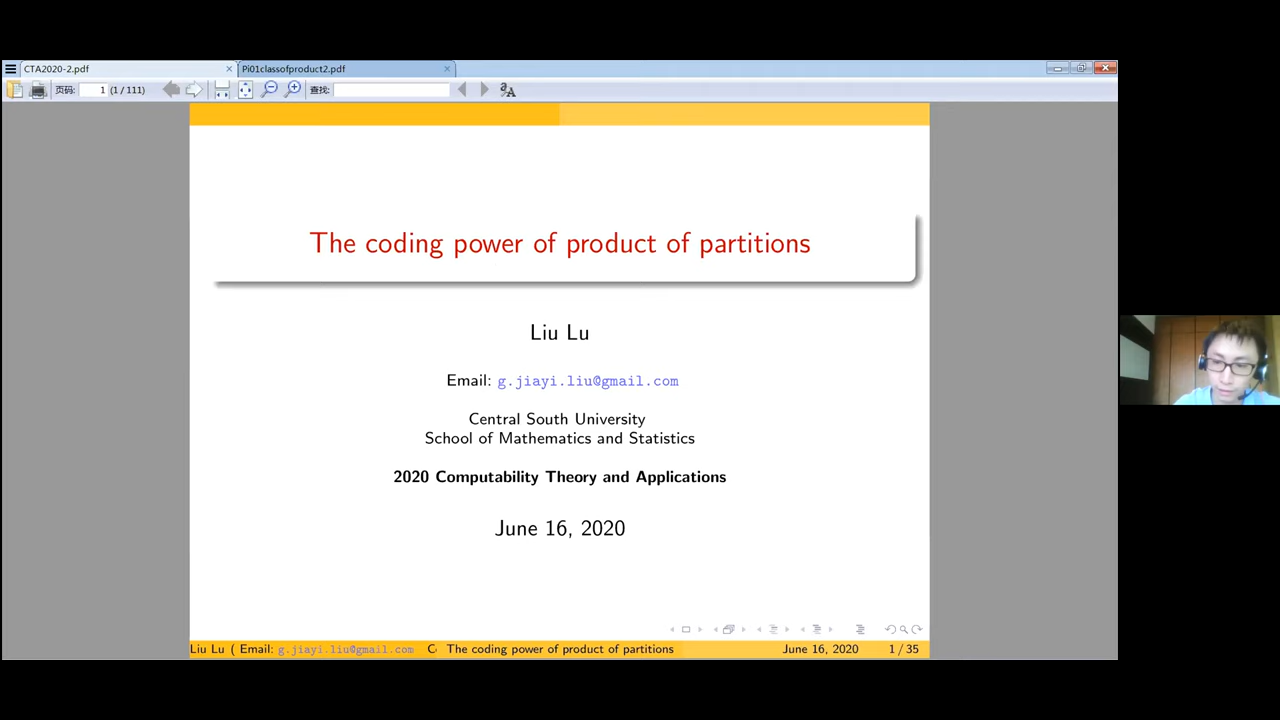 CTA2020-2.pdf
Pi01classofproduct2.pdf
页码: 1 (1 / 111) 查找:
The coding power of product of partitions
Liu Lu
Email: g.jiayi.liu@gmail.com
Central South University
School of Mathematics and Statistics
2020 Computability Theory and Applications
June 16, 2020
Liu Lu ( Email: g.jiayi.liu@gmail.com C The coding power of product of partitions June 16, 2020 1 / 35